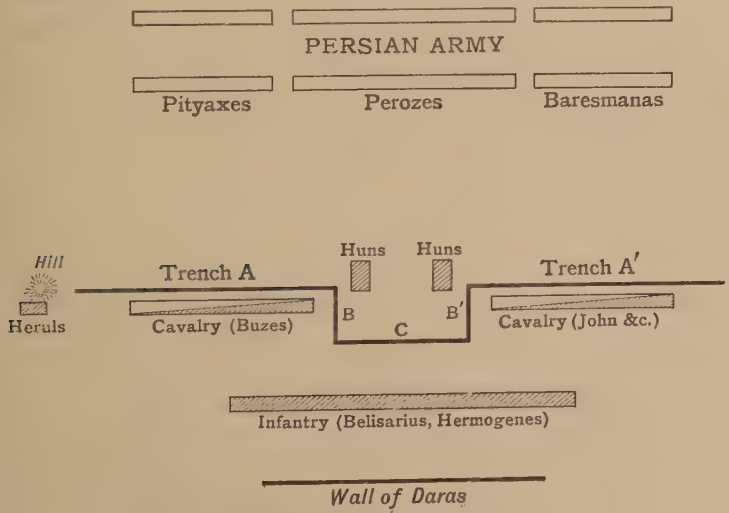 PERSIAN ARMY
Pityaxes Perozes Baresmanas
Hill
Huns Huns
Trench A Trench A′
Heruls
Cavalry (Buzes)
B B′
C
Cavalry (John &c.)
Infantry (Belisarius, Hermogenes)
Wall of Daras